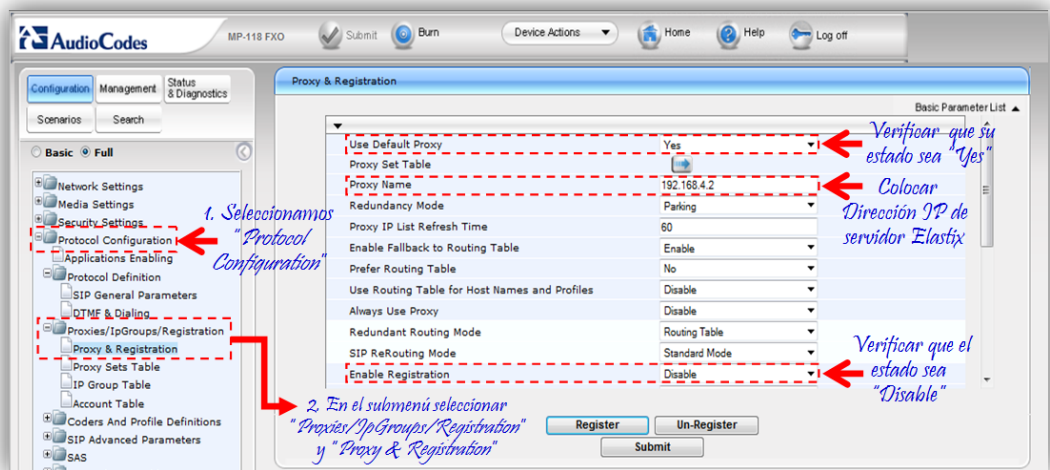 AudioCodes
MP-118 FXO
Submit
Burn
Device Actions
Home
Help
Log off
Configuration
Management
Status
& Diagnostics
Scenarios
Search
Basic
Full
Network Settings
Media Settings
Security Settings
Protocol Configuration
Applications Enabling
Protocol Definition
SIP General Parameters
DTMF & Dialing
Proxies/IpGroups/Registration
Proxy & Registration
Proxy Sets Table
IP Group Table
Account Table
Coders And Profile Definitions
SIP Advanced Parameters
SAS
1. Seleccionamos
"Protocol
Configuration"
2. En el submenú seleccionar
"Proxies/IpGroups/Registration"
y "Proxy & Registration"
Proxy & Registration
Basic Parameter List
Use Default Proxy Yes
Proxy Set Table
Proxy Name 192.168.4.2
Redundancy Mode Parking
Proxy IP List Refresh Time 60
Enable Fallback to Routing Table Enable
Prefer Routing Table No
Use Routing Table for Host Names and Profiles Disable
Always Use Proxy Disable
Redundant Routing Mode Routing Table
SIP ReRouting Mode Standard Mode
Enable Registration Disable
Verificar que su
estado sea "Yes"
Colocar
Dirección IP de
servidor Elastix
Verificar que el
estado sea
"Disable"
Register
Un-Register
Submit